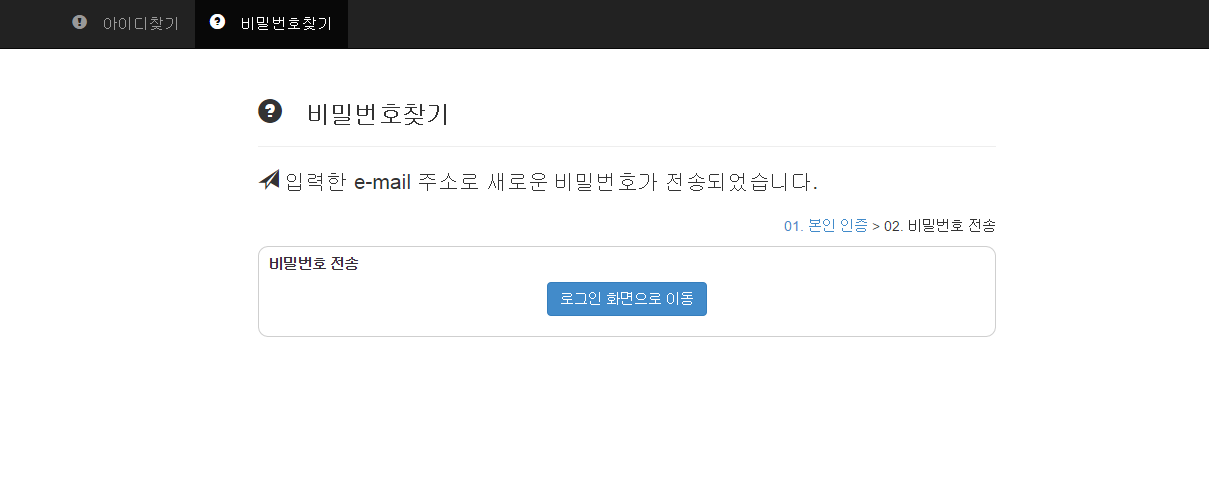 아이디찾기 비밀번호찾기
비밀번호찾기
입력한 e-mail 주소로 새로운 비밀번호가 전송되었습니다.
01. 본인 인증 > 02. 비밀번호 전송
비밀번호 전송
로그인 화면으로 이동